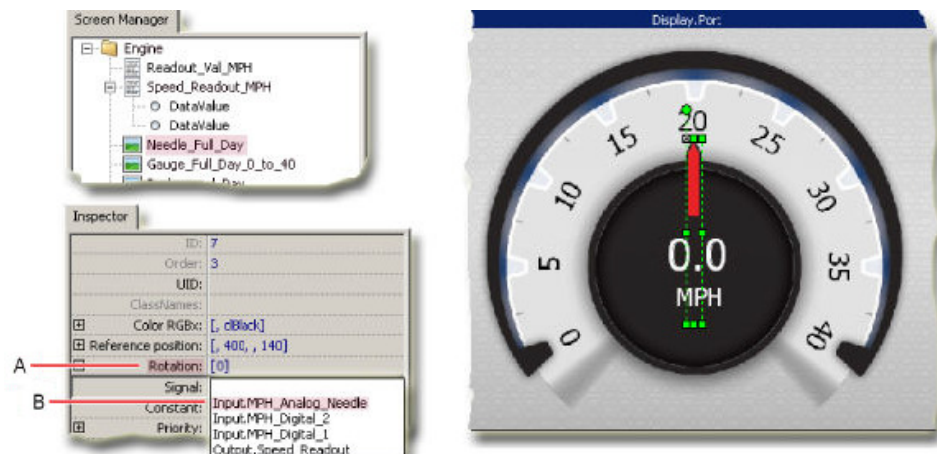 Screen Manager
Engine
Readout_Val_MPH
Speed_Readout_MPH
DataValue
DataValue
Needle_Full_Day
Gauge_Full_Day_0_to_40
Inspector
ID: 7
Order: 3
UID:
ClassNames:
Color RGBx: [, clBlack]
Reference position: [, 400, , 140]
A
Rotation: [0]
Signal:
B
Input.MPH_Analog_Needle
Constant:
Input.MPH_Digital_2
Priority:
Input.MPH_Digital_1
Output.Speed_Readout
Display.Por:
0
5
10
15
20
25
30
35
40
0.0
MPH